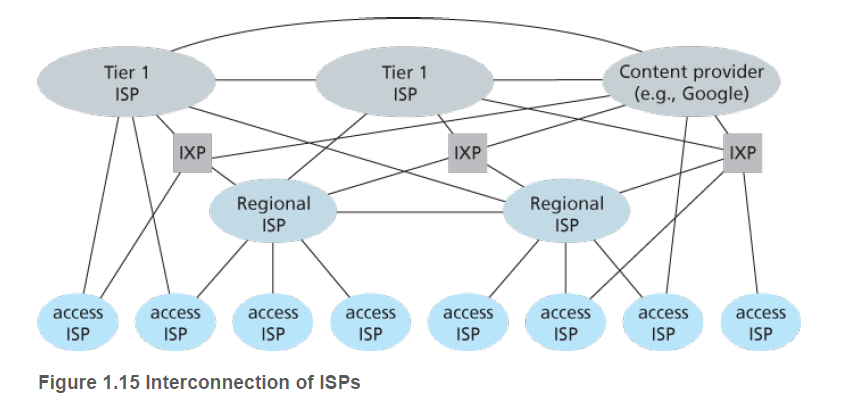 Tier 1
ISP
Tier 1
ISP
Content provider
(e.g., Google)
IXP
IXP
IXP
Regional
ISP
Regional
ISP
access
ISP
access
ISP
access
ISP
access
ISP
access
ISP
access
ISP
access
ISP
access
ISP
Figure 1.15 Interconnection of ISPs